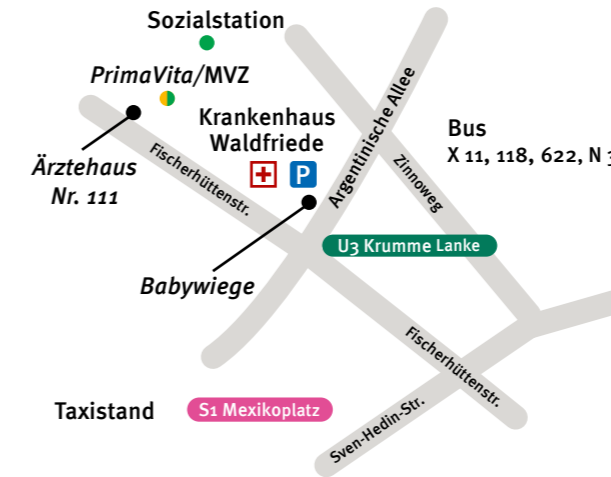 Sozialstation
PrimaVita/MVZ
Krankenhaus
Waldfriede
Ärztehaus
Nr. 111
Fischerhüttenstr.
P
Argentinische Allee
Zinnoweg
Bus
X 11, 118, 622, N 3
Babywiege
U3 Krumme Lanke
Fischerhüttenstr.
Taxistand
S1 Mexikoplatz
Sven-Hedin-Str.